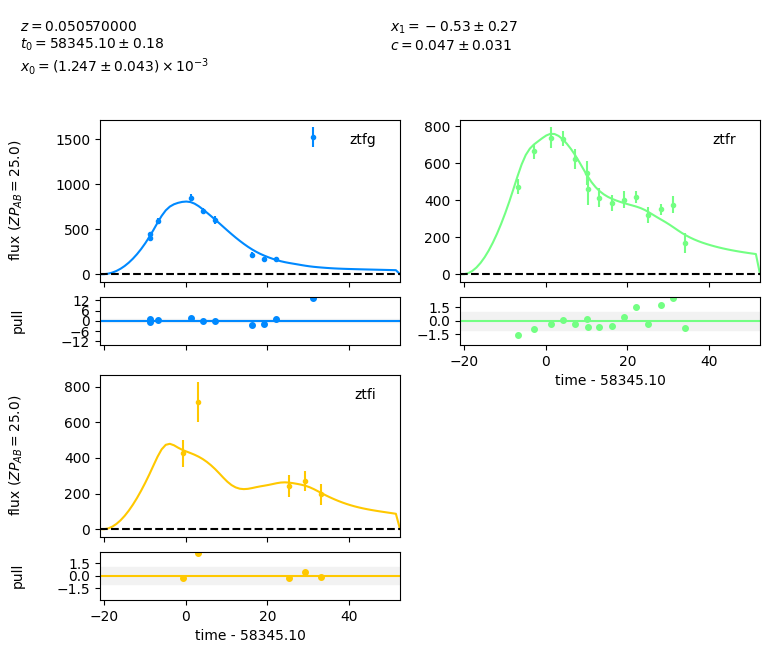 z = 0.050570000
t₀ = 58345.10 ± 0.18
x₀ = (1.247 ± 0.043) × 10⁻³
x₁ = −0.53 ± 0.27
c = 0.047 ± 0.031
flux (ZP_AB = 25.0)
1500
1000
500
0
ztfg
800
600
400
200
0
ztfr
pull
12
6
0
−6
−12
1.5
0.0
−1.5
−20
0
20
40
time - 58345.10
flux (ZP_AB = 25.0)
800
600
400
200
0
ztfi
pull
1.5
0.0
−1.5
−20
0
20
40
time - 58345.10